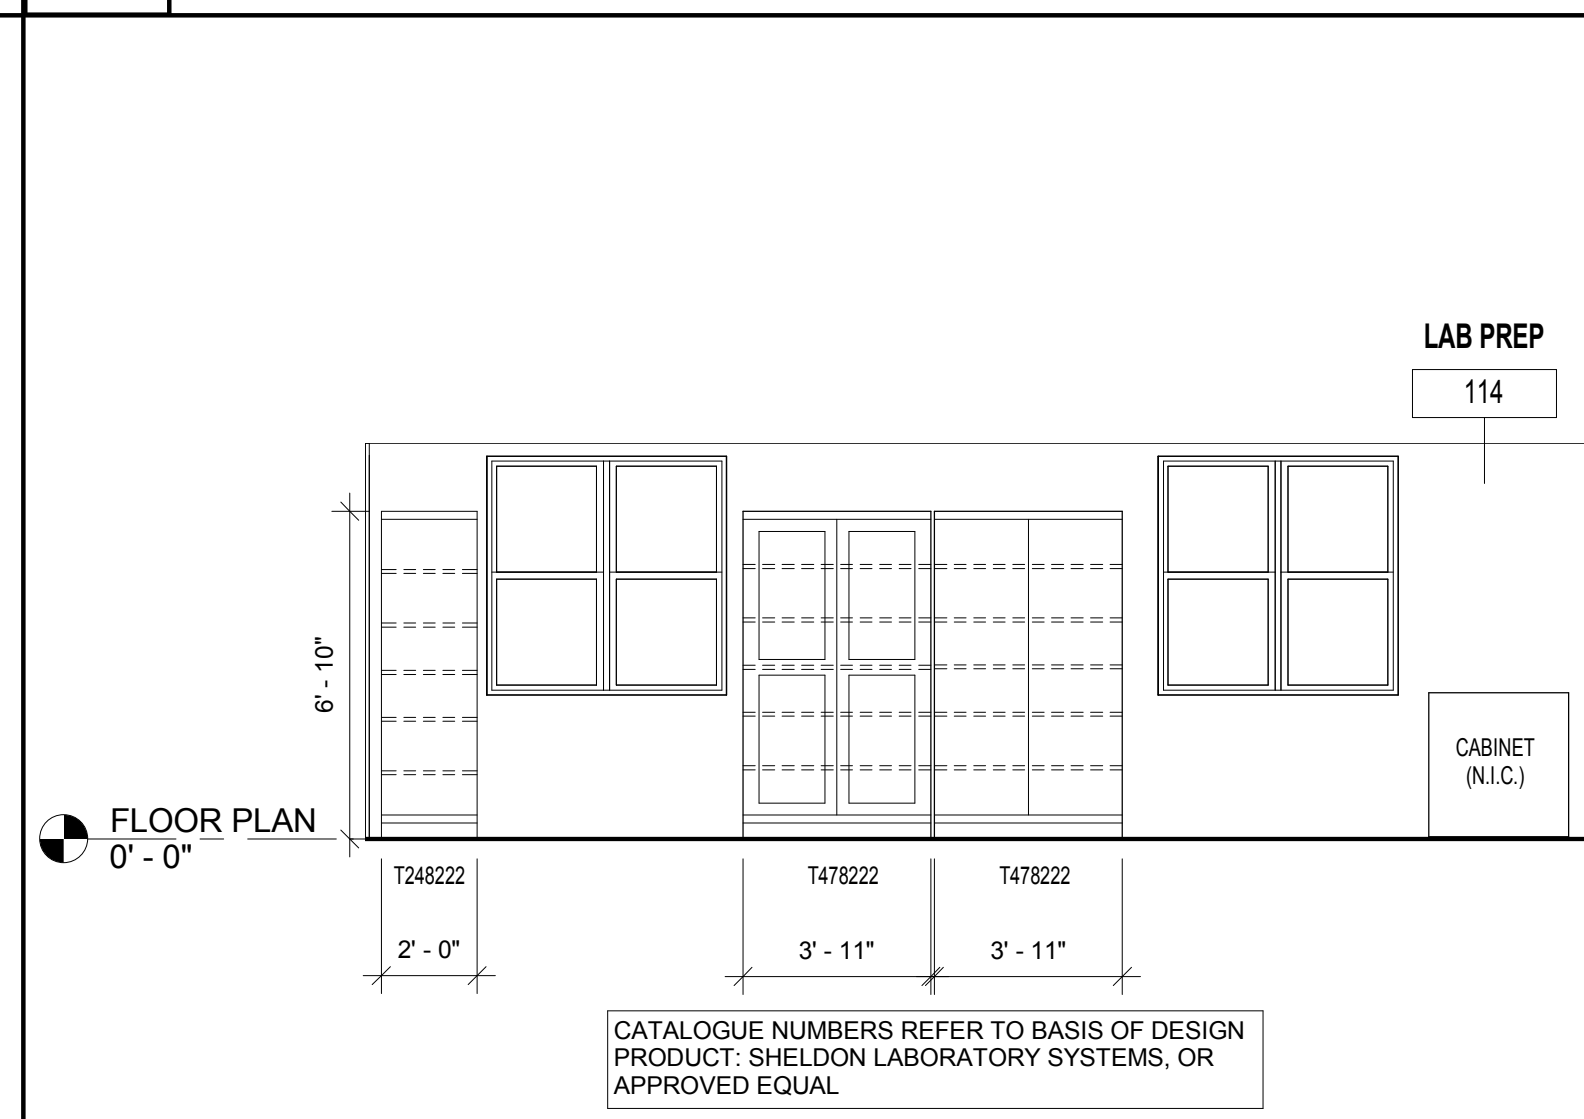 LAB PREP
114
6' - 10"
CABINET
(N.I.C.)
FLOOR PLAN
0' - 0"
T248222
T478222
T478222
2' - 0"
3' - 11"
3' - 11"
CATALOGUE NUMBERS REFER TO BASIS OF DESIGN
PRODUCT: SHELDON LABORATORY SYSTEMS, OR
APPROVED EQUAL